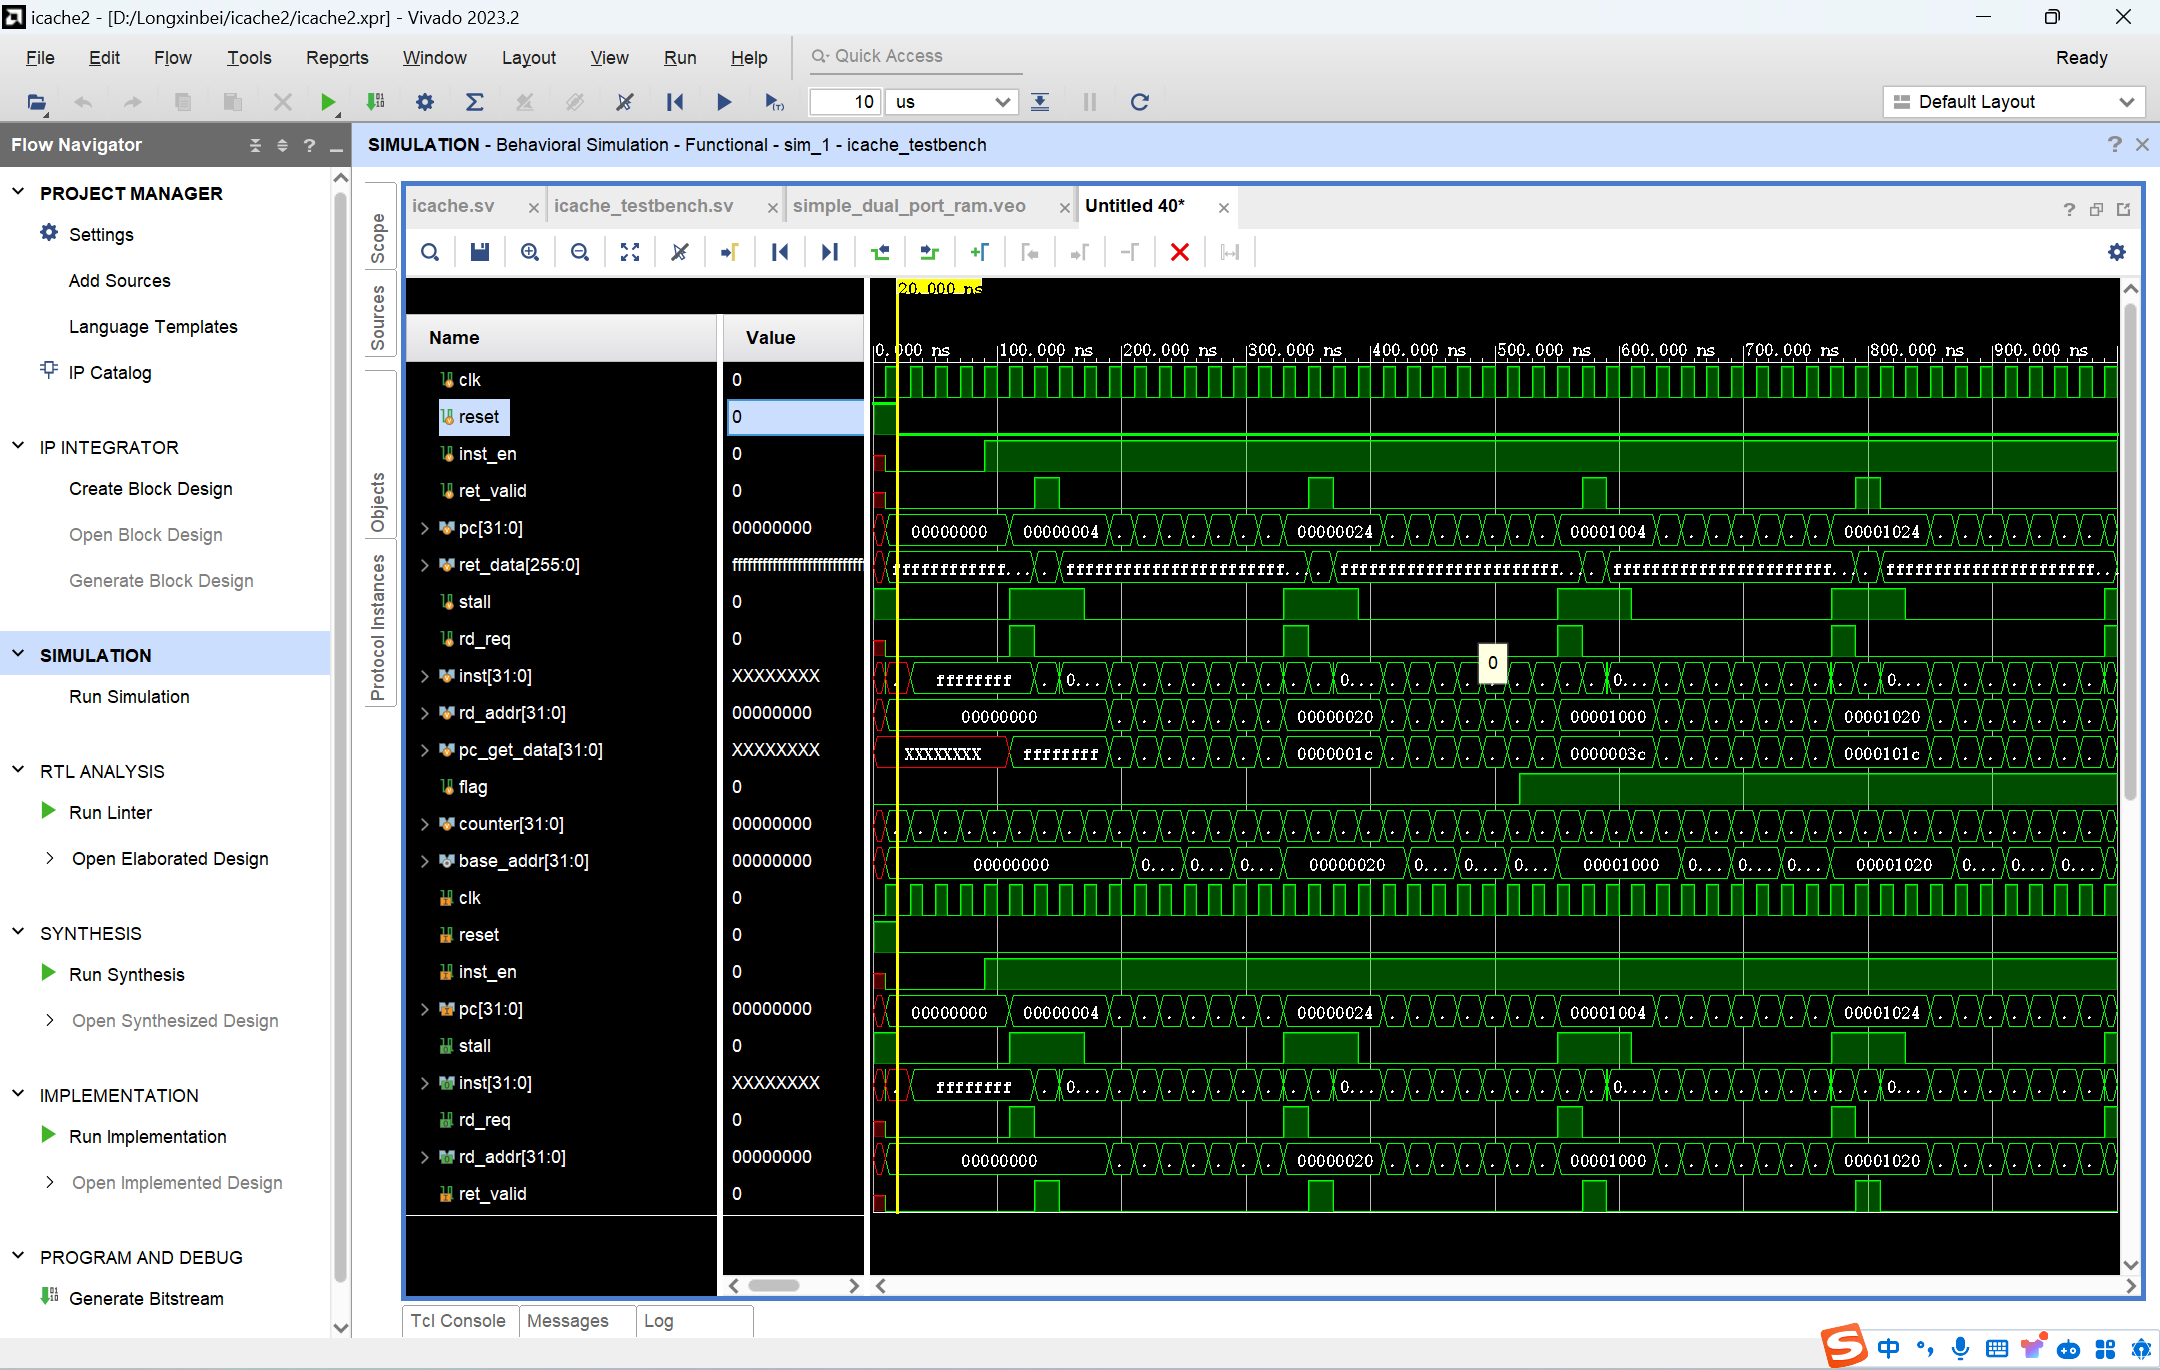 icache2 - [D:/Longxinbei/icache2/icache2.xpr] - Vivado 2023.2
File Edit Flow Tools Reports Window Layout View Run Help Quick Access Ready
10 us Default Layout
Flow Navigator
SIMULATION - Behavioral Simulation - Functional - sim_1 - icache_testbench
PROJECT MANAGER
Settings
Add Sources
Language Templates
IP Catalog
IP INTEGRATOR
Create Block Design
Open Block Design
Generate Block Design
SIMULATION
Run Simulation
RTL ANALYSIS
Run Linter
Open Elaborated Design
SYNTHESIS
Run Synthesis
Open Synthesized Design
IMPLEMENTATION
Run Implementation
Open Implemented Design
PROGRAM AND DEBUG
Generate Bitstream
Scope
Sources
Objects
Protocol Instances
icache.sv icache_testbench.sv simple_dual_port_ram.veo Untitled 40*
20.000 ns
Name Value
0.000 ns 100.000 ns 200.000 ns 300.000 ns 400.000 ns 500.000 ns 600.000 ns 700.000 ns 800.000 ns 900.000 ns
clk 0
reset 0
inst_en 0
ret_valid 0
pc[31:0] 00000000 00000000 00000004 00000024 00001004 00001024
ret_data[255:0] ffffffffffffffffffffffffff fffffffffff... ffffffffffffffffffffff... ffffffffffffffffffffff... ffffffffffffffffffffff... fffffffffffffffffffff...
stall 0
rd_req 0
0
inst[31:0] XXXXXXXX ffffffff 0... 0... 0... 0...
rd_addr[31:0] 00000000 00000000 00000020 00001000 00001020
pc_get_data[31:0] XXXXXXXX XXXXXXXX ffffffff 0000001c 0000003c 0000101c
flag 0
counter[31:0] 00000000
base_addr[31:0] 00000000 00000000 0... 0... 0... 00000020 0... 0... 0... 00001000 0... 0... 0... 00001020 0... 0... 0...
clk 0
reset 0
inst_en 0
pc[31:0] 00000000 00000000 00000004 00000024 00001004 00001024
stall 0
inst[31:0] XXXXXXXX ffffffff 0... 0... 0... 0...
rd_req 0
rd_addr[31:0] 00000000 00000000 00000020 00001000 00001020
ret_valid 0
Tcl Console Messages Log
中